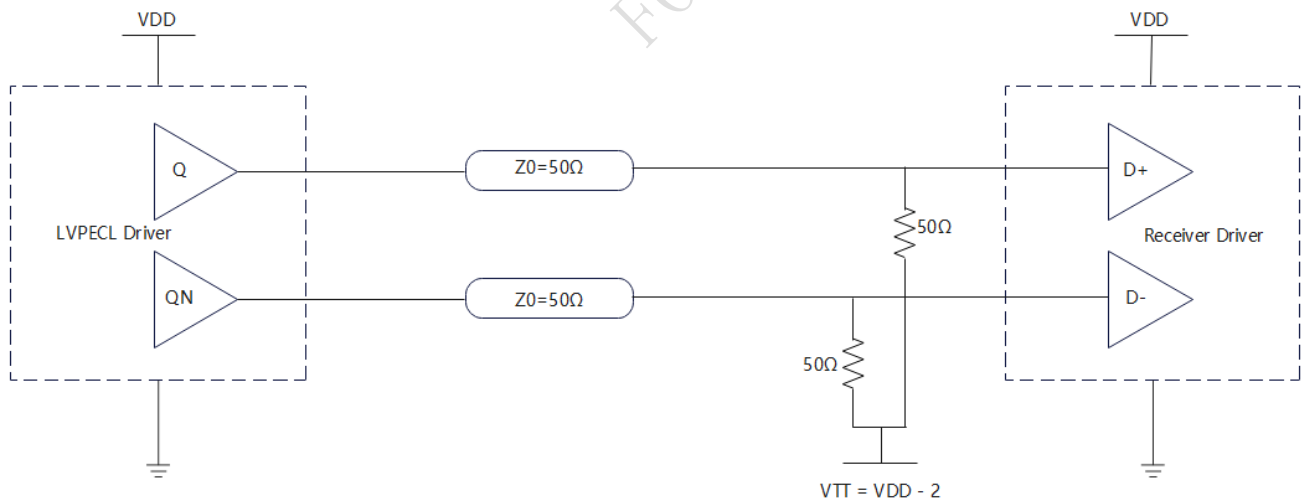 VDD
VDD
Q
Z0=50Ω
D+
LVPECL Driver
50Ω
Receiver Driver
QN
Z0=50Ω
D-
50Ω
VTT = VDD - 2